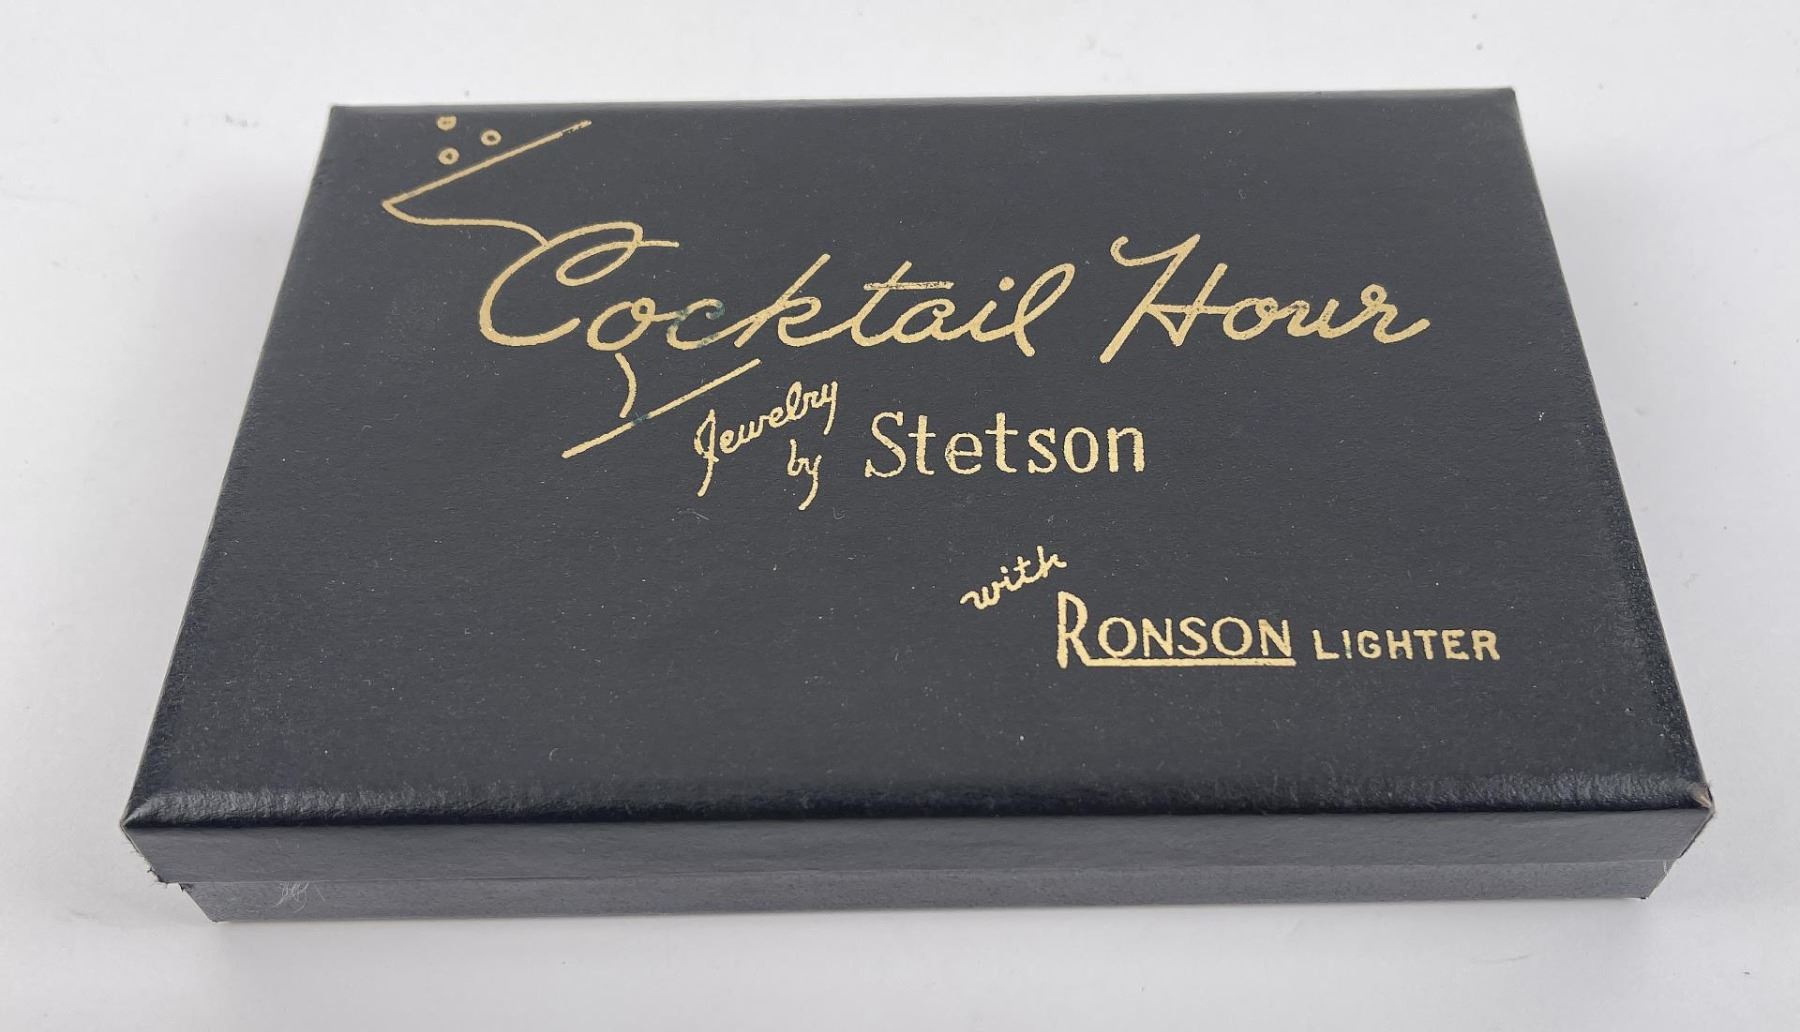 Cocktail Hour
Jewelry
by Stetson
with
RONSON LIGHTER